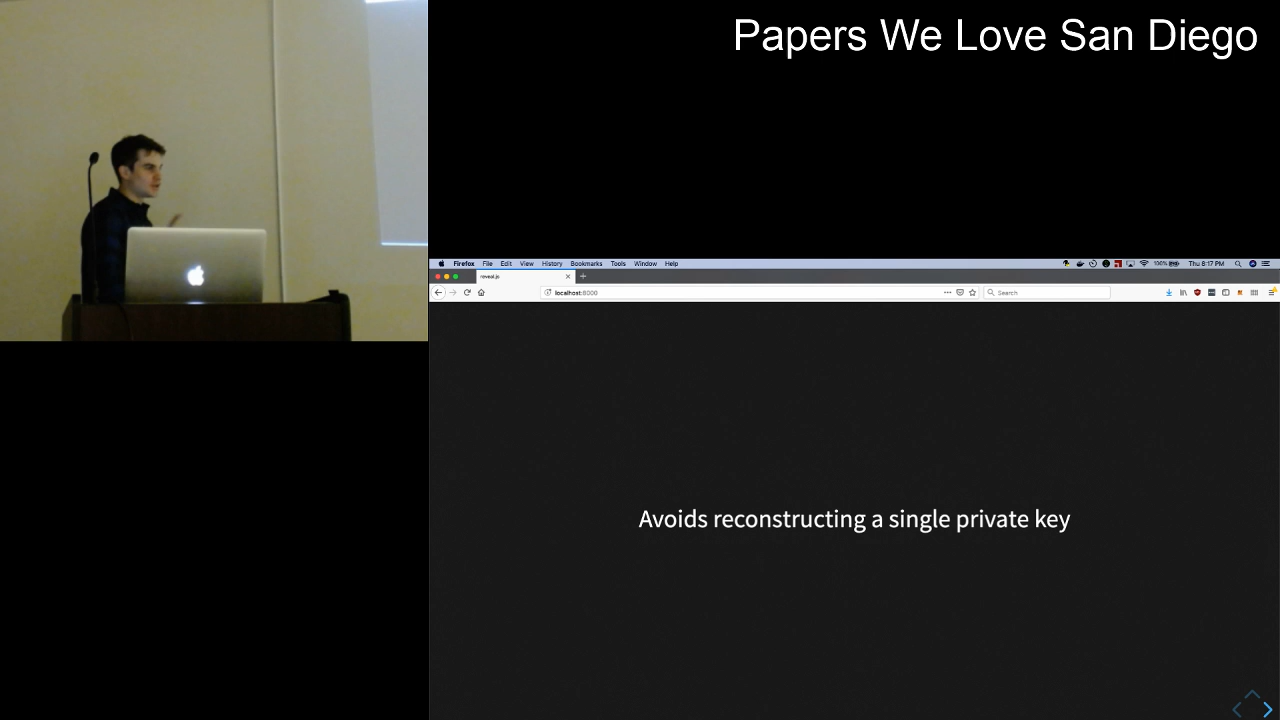 Papers We Love San Diego
Firefox File Edit View History Bookmarks Tools Window Help
100%
Thu 8:17 PM
reveal.js
localhost:8000
Search
Avoids reconstructing a single private key